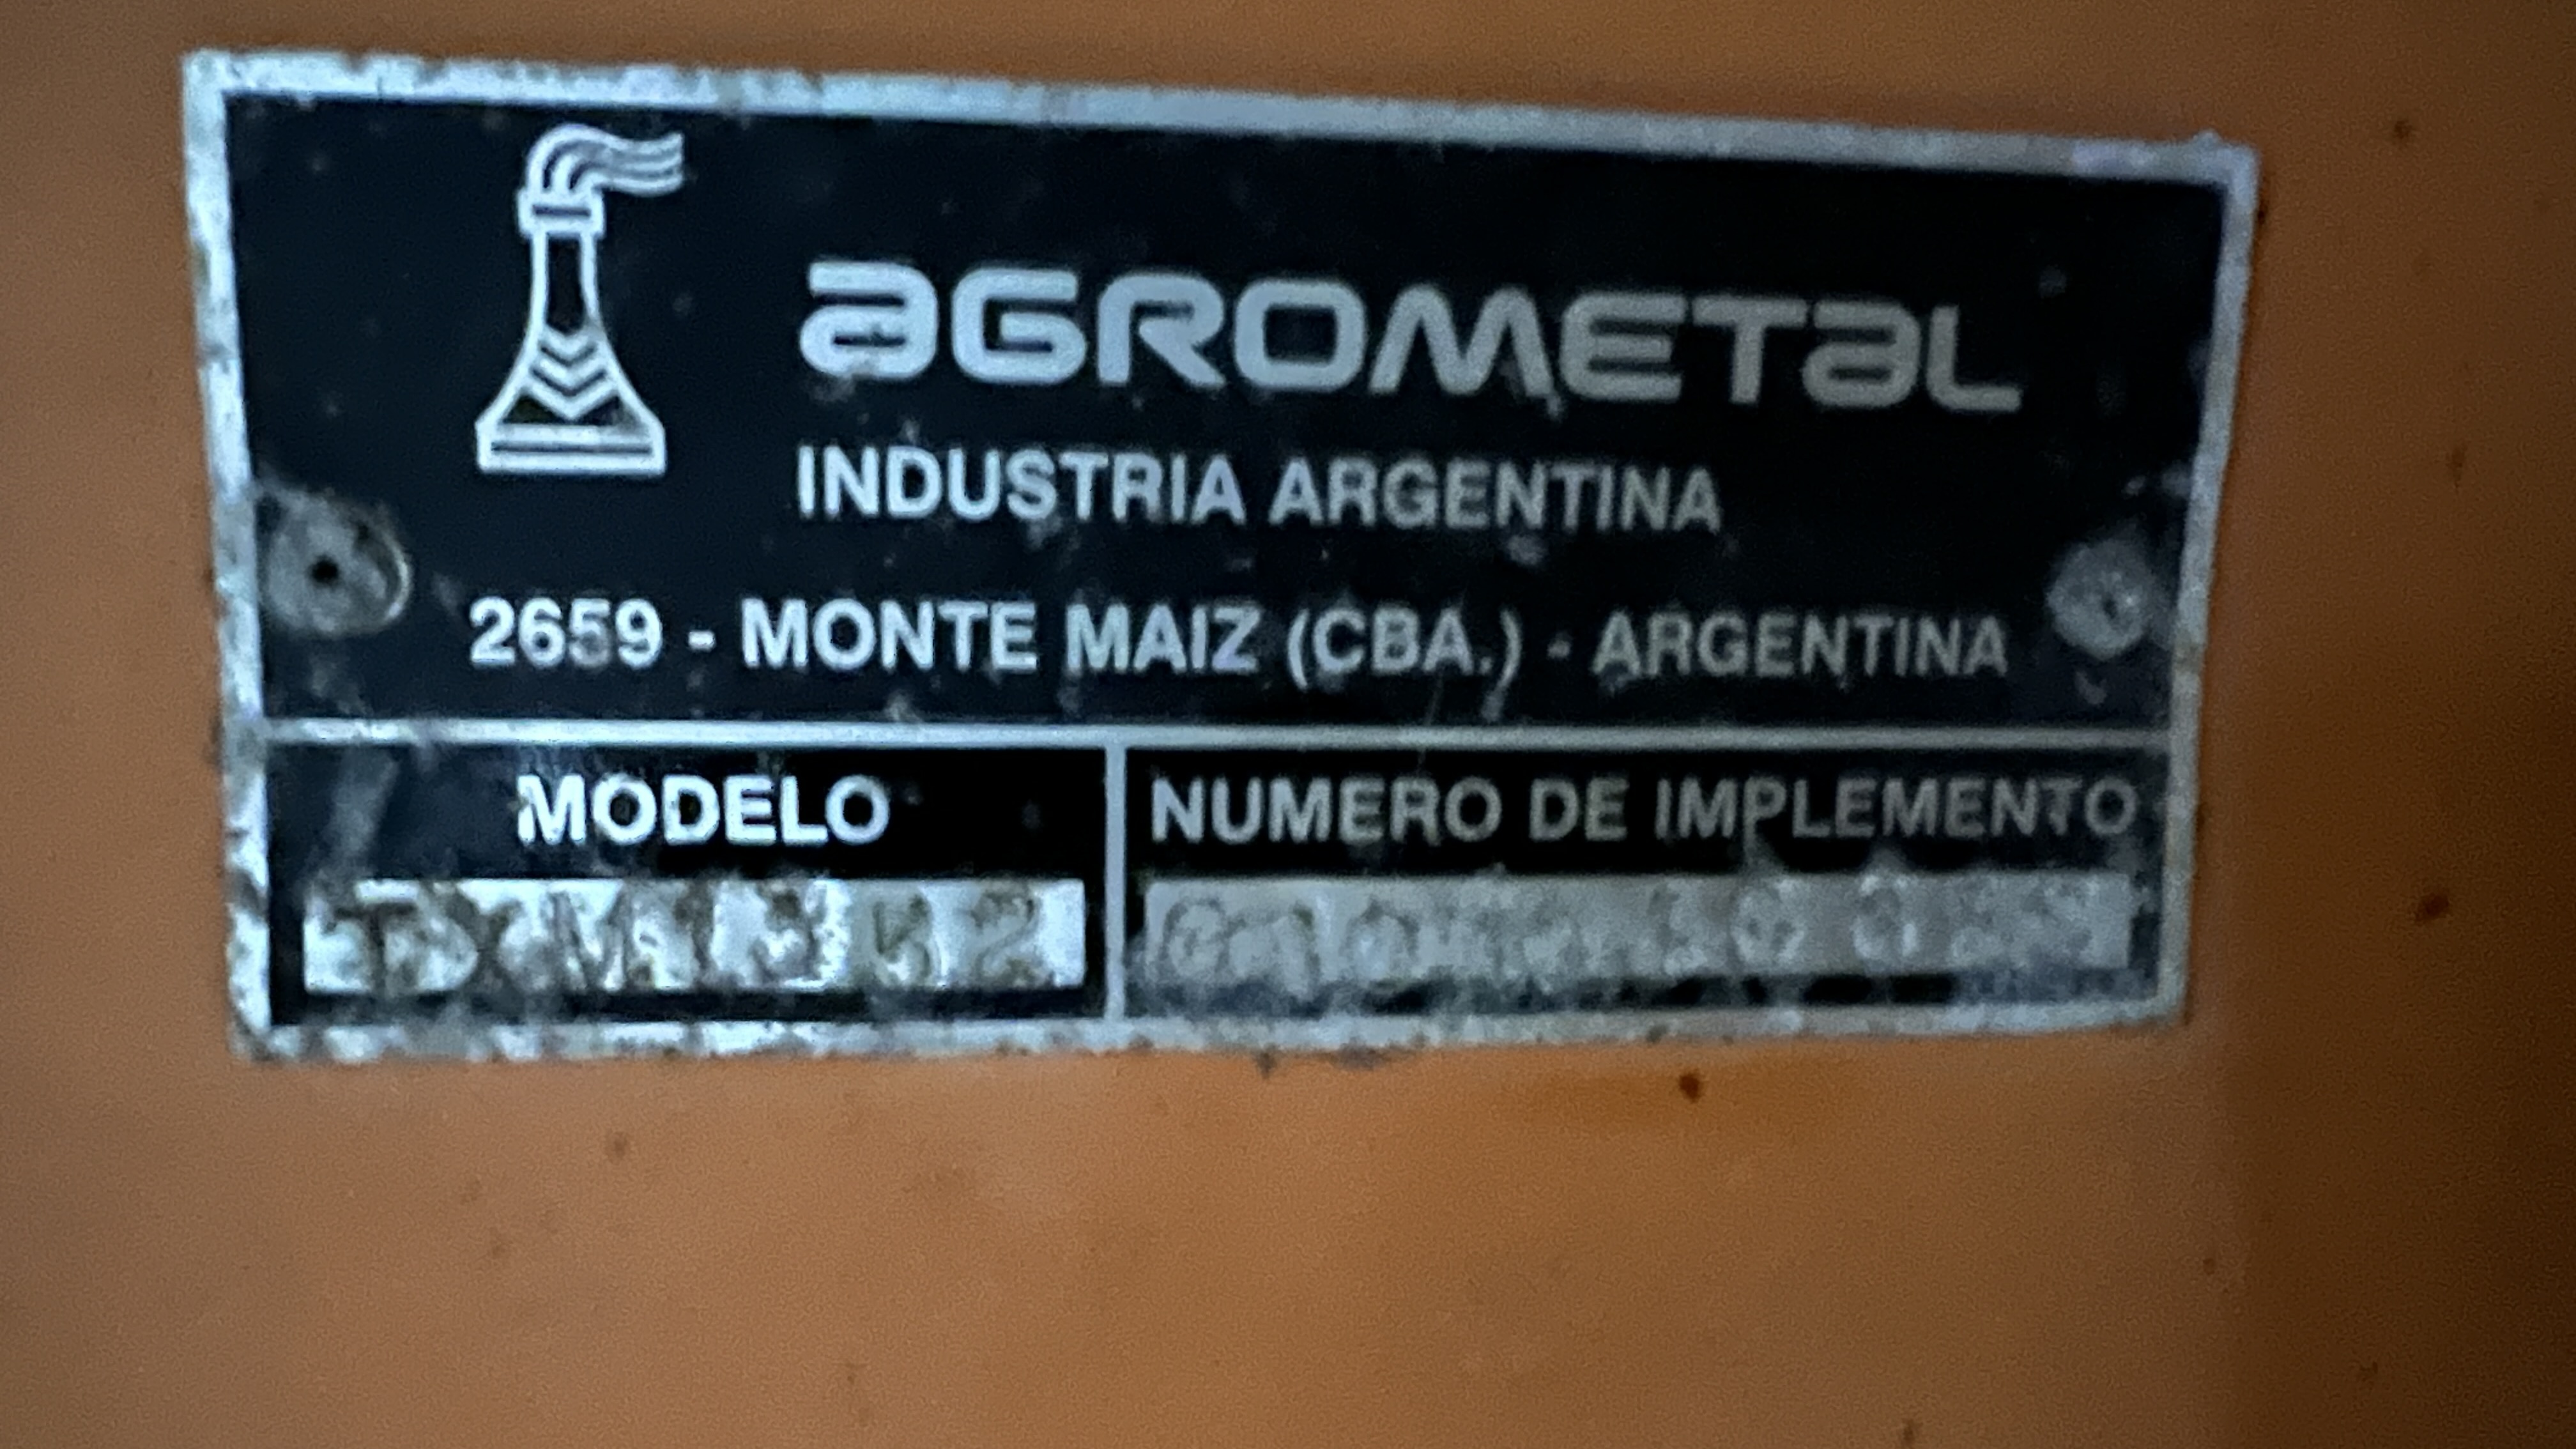 AGROMETAL
INDUSTRIA ARGENTINA
2659 - MONTE MAIZ (CBA.) - ARGENTINA
MODELO
NUMERO DE IMPLEMENTO